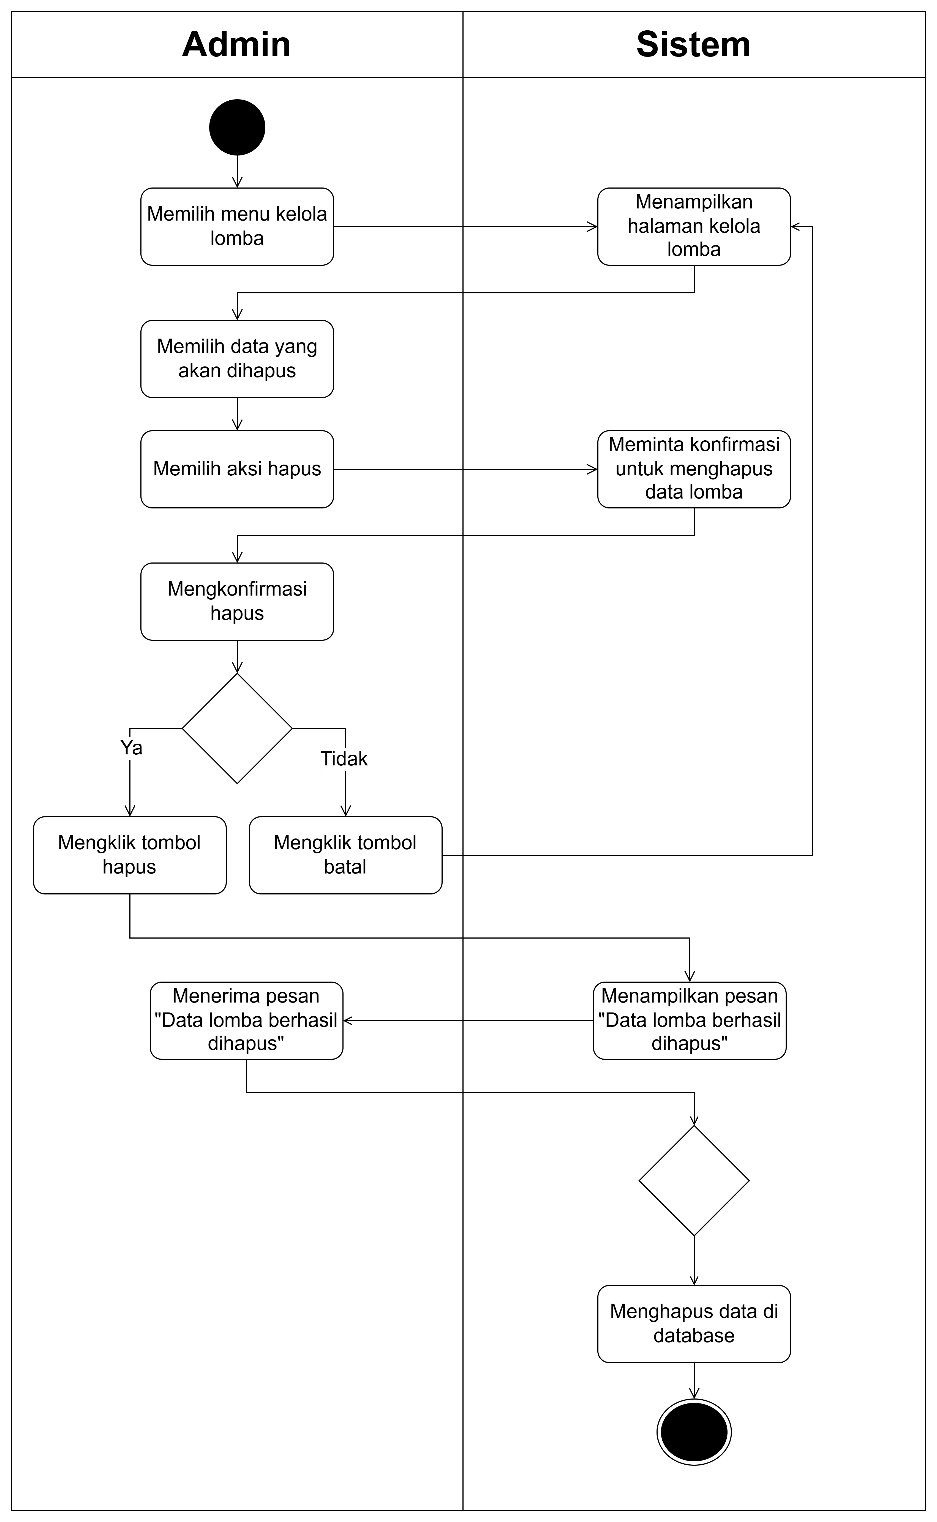 Admin
Sistem
Memilih menu kelola
lomba
Menampilkan
halaman kelola
lomba
Memilih data yang
akan dihapus
Memilih aksi hapus
Meminta konfirmasi
untuk menghapus
data lomba
Mengkonfirmasi
hapus
Ya
Tidak
Mengklik tombol
hapus
Mengklik tombol
batal
Menerima pesan
"Data lomba berhasil
dihapus"
Menampilkan pesan
"Data lomba berhasil
dihapus"
Menghapus data di
database